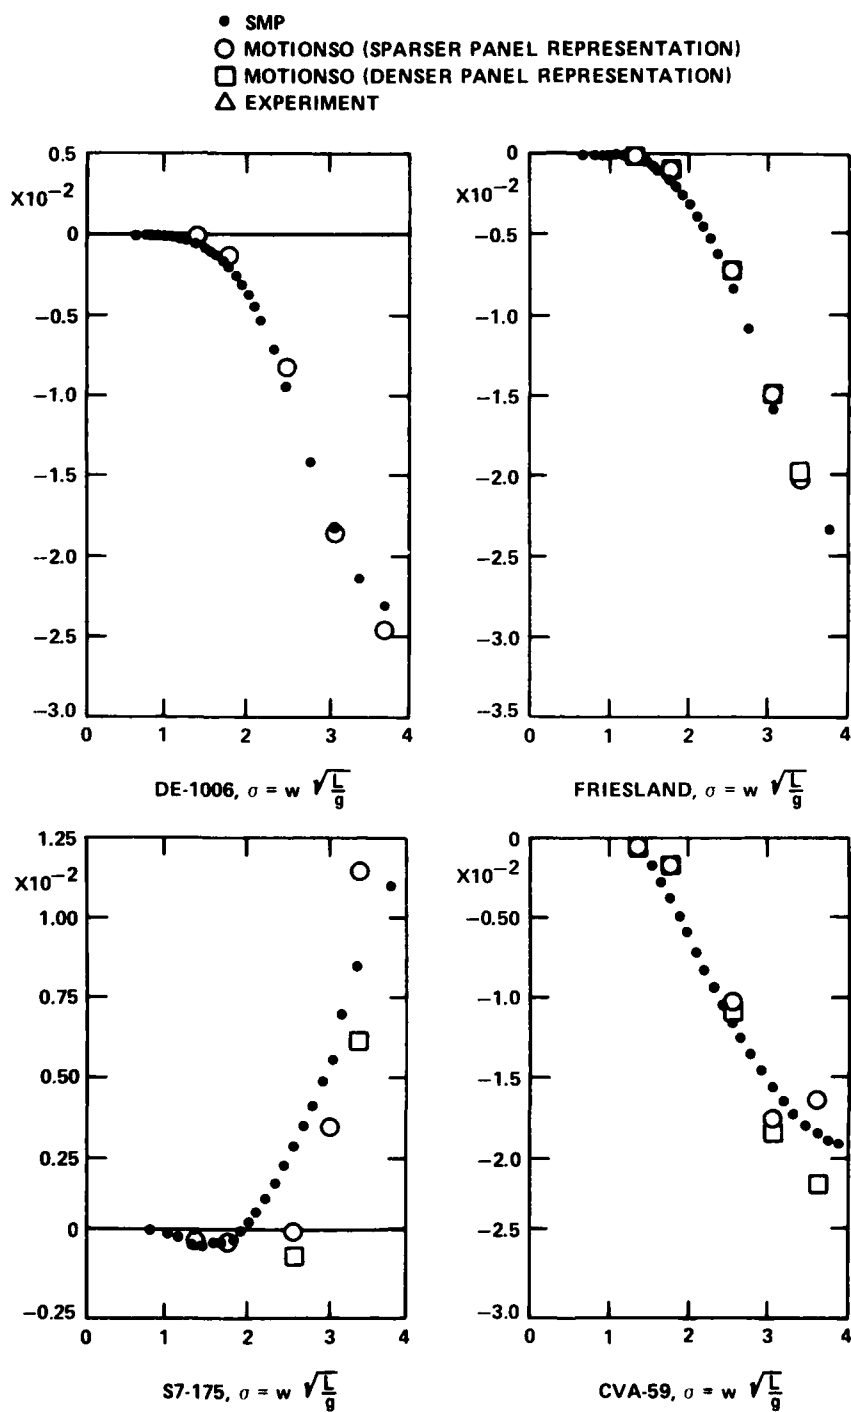 ● SMP
○ MOTIONSO (SPARSER PANEL REPRESENTATION)
□ MOTIONSO (DENSER PANEL REPRESENTATION)
△ EXPERIMENT
0.5
X10⁻²
0
−0.5
−1.0
−1.5
−2.0
−2.5
−3.0
0 1 2 3 4
DE-1006, σ = w √L/g
0
X10⁻²
−0.5
−1.0
−1.5
−2.0
−2.5
−3.0
−3.5
0 1 2 3 4
FRIESLAND, σ = w √L/g
1.25
X10⁻²
1.00
0.75
0.50
0.25
0
−0.25
0 1 2 3 4
S7-175, σ = w √L/g
0
X10⁻²
−0.50
−1.0
−1.5
−2.0
−2.5
−3.0
0 1 2 3 4
CVA-59, σ = w √L/g